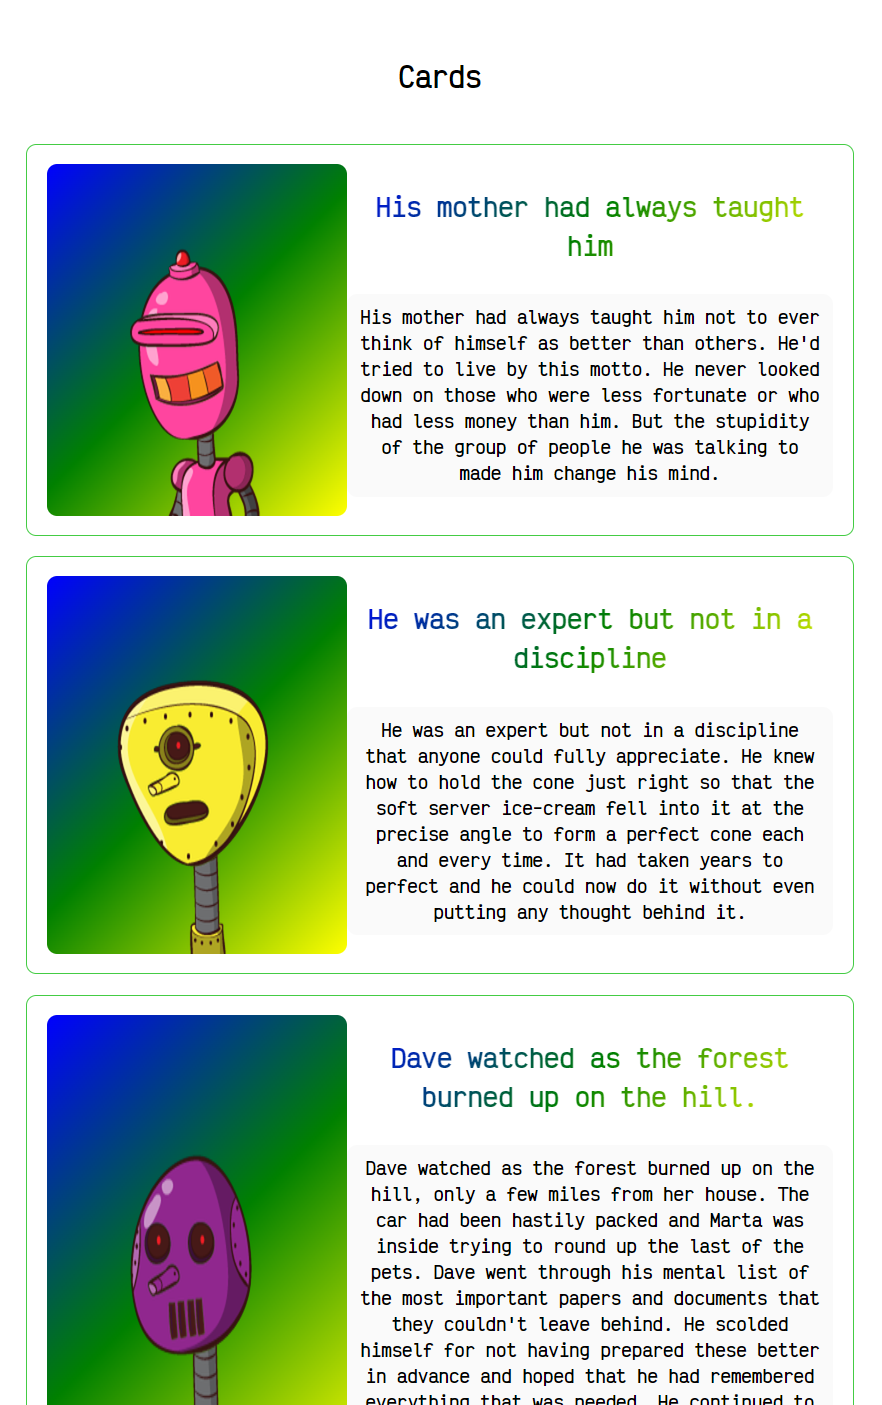 Cards
His mother had always taught
him
His mother had always taught him not to ever
think of himself as better than others. He'd
tried to live by this motto. He never looked
down on those who were less fortunate or who
had less money than him. But the stupidity
of the group of people he was talking to
made him change his mind.
He was an expert but not in a
discipline
He was an expert but not in a discipline
that anyone could fully appreciate. He knew
how to hold the cone just right so that the
soft server ice-cream fell into it at the
precise angle to form a perfect cone each
and every time. It had taken years to
perfect and he could now do it without even
putting any thought behind it.
Dave watched as the forest
burned up on the hill.
Dave watched as the forest burned up on the
hill, only a few miles from her house. The
car had been hastily packed and Marta was
inside trying to round up the last of the
pets. Dave went through his mental list of
the most important papers and documents that
they couldn't leave behind. He scolded
himself for not having prepared these better
in advance and hoped that he had remembered
everything that was needed. He continued to